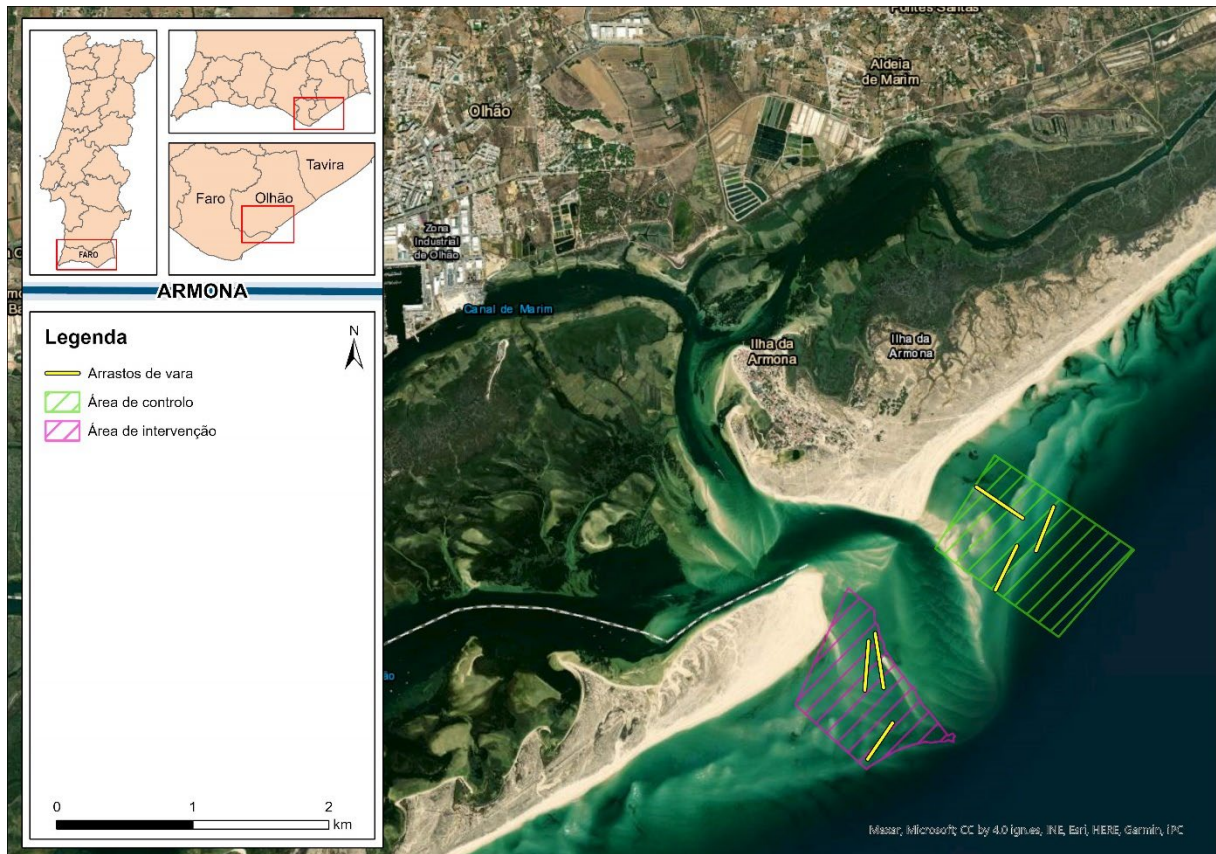 FARO
Tavira
Faro
Olhão
ARMONA
Legenda
N
Arrastos de vara
Área de controlo
Área de intervenção
0 1 2
km
Pontes Santas
Aldeia
de Marim
Olhão
Zona
Industrial
de Olhão
Canal de Marim
Ilha da
Armona
Ilha da
Armona
Maxar, Microsoft; CC by 4.0 ign.es, INE, Esri, HERE, Garmin, iPC